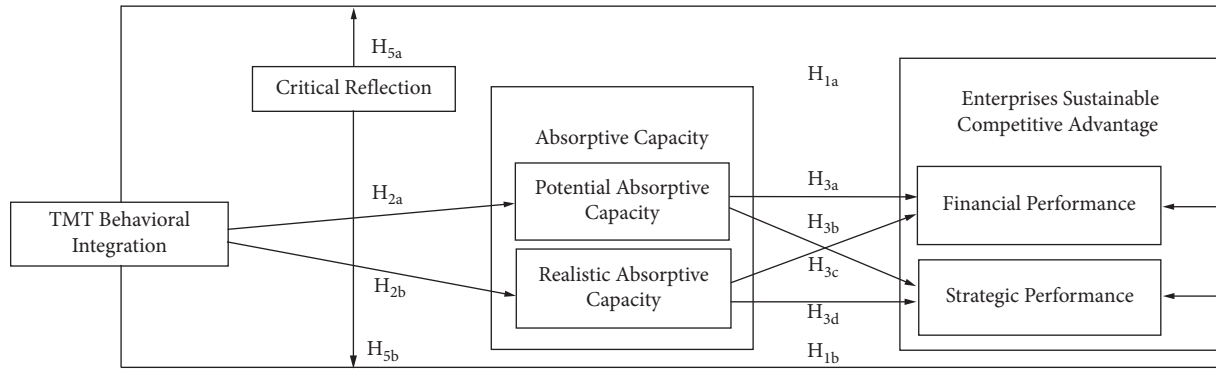 H5a
H1a
Critical Reflection
Enterprises Sustainable
Competitive Advantage
Absorptive Capacity
H2a
Potential Absorptive
Capacity
H3a
Financial Performance
TMT Behavioral
Integration
H3b
H3c
H2b
Realistic Absorptive
Capacity
Strategic Performance
H3d
H5b
H1b